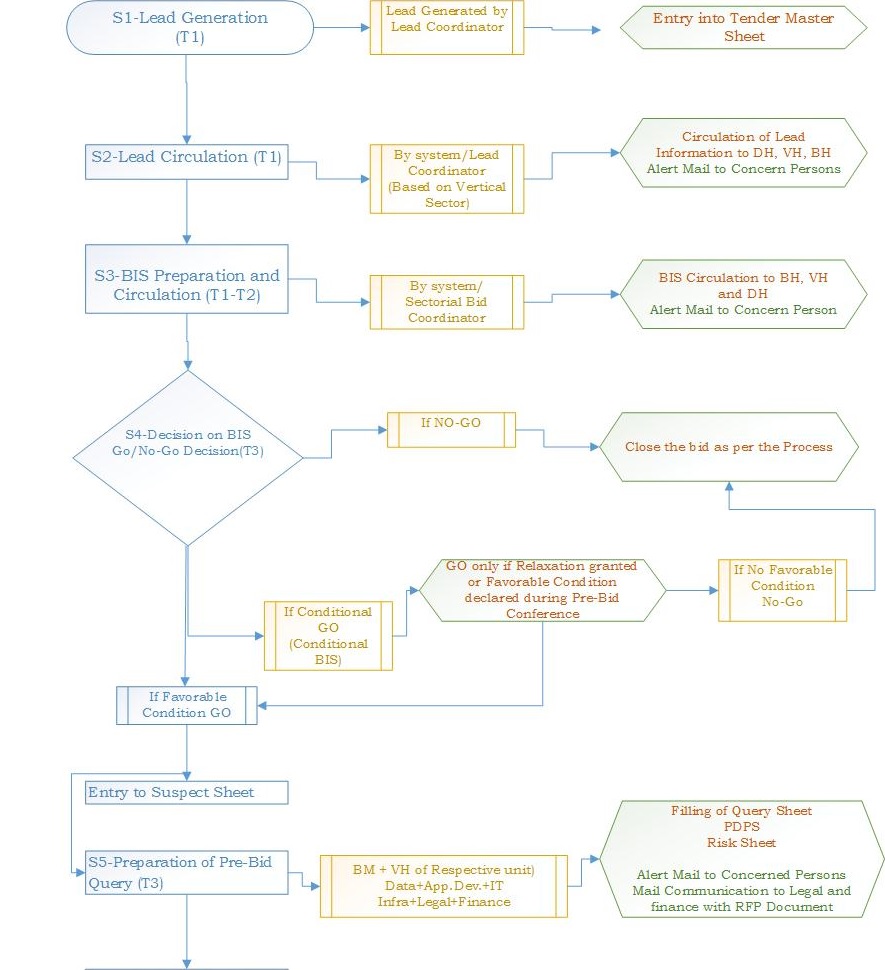 S1-Lead Generation
(T1)
Lead Generated by
Lead Coordinator
Entry into Tender Master
Sheet
S2-Lead Circulation (T1)
By system/Lead
Coordinator
(Based on Vertical
Sector)
Circulation of Lead
Information to DH, VH, BH
Alert Mail to Concern Persons
S3-BIS Preparation and
Circulation (T1-T2)
By system/
Sectorial Bid
Coordinator
BIS Circulation to BH, VH
and DH
Alert Mail to Concern Person
S4-Decision on BIS
Go/No-Go Decision(T3)
If NO-GO
Close the bid as per the Process
If Conditional
GO
(Conditional
BIS)
GO only if Relaxation granted
or Favorable Condition
declared during Pre-Bid
Conference
If No Favorable
Condition
No-Go
If Favorable
Condition GO
Entry to Suspect Sheet
S5-Preparation of Pre-Bid
Query (T3)
BM + VH of Respective unit)
Data+App.Dev.+IT
Infra+Legal+Finance
Filling of Query Sheet
PDPS
Risk Sheet
Alert Mail to Concerned Persons
Mail Communication to Legal and
finance with RFP Document